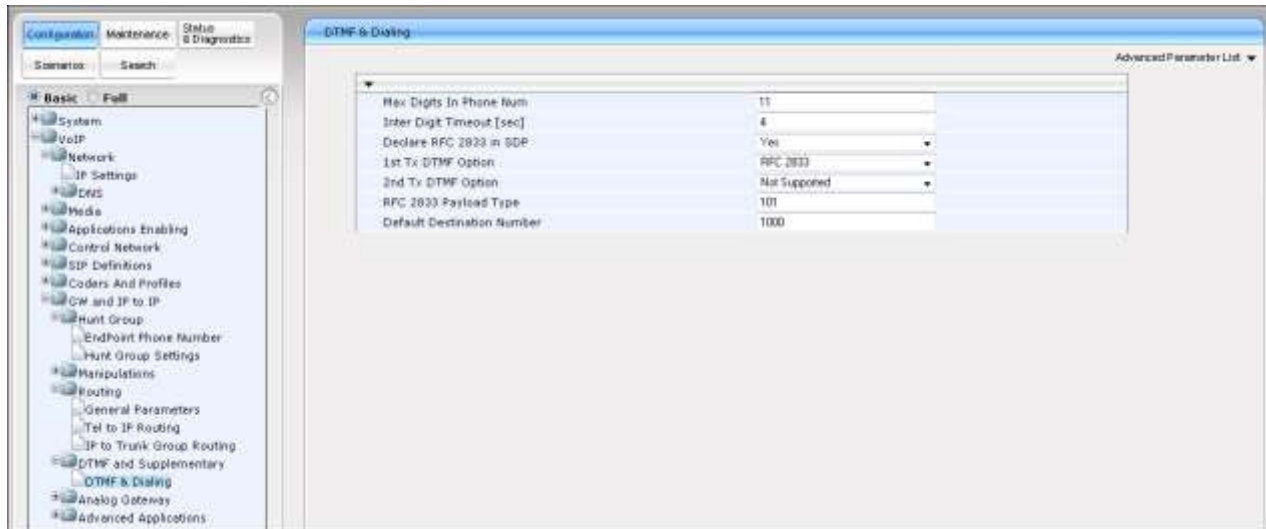 Configuration Maintenance Status & Diagnostics
Scenarios Search
Basic Full
System
VoIP
Network
IP Settings
DNS
Media
Applications Enabling
Control Network
SIP Definitions
Coders And Profiles
GW and IP to IP
Hunt Group
EndPoint Phone Number
Hunt Group Settings
Manipulations
Routing
General Parameters
Tel to IP Routing
IP to Trunk Group Routing
DTMF and Supplementary
DTMF & Dialing
Analog Gateway
Advanced Applications
DTMF & Dialing
Advanced Parameter List
Max Digits In Phone Num 11
Inter Digit Timeout [sec] 4
Declare RFC 2833 in SDP Yes
1st Tx DTMF Option RFC 2833
2nd Tx DTMF Option Not Supported
RFC 2833 Payload Type 101
Default Destination Number 1000